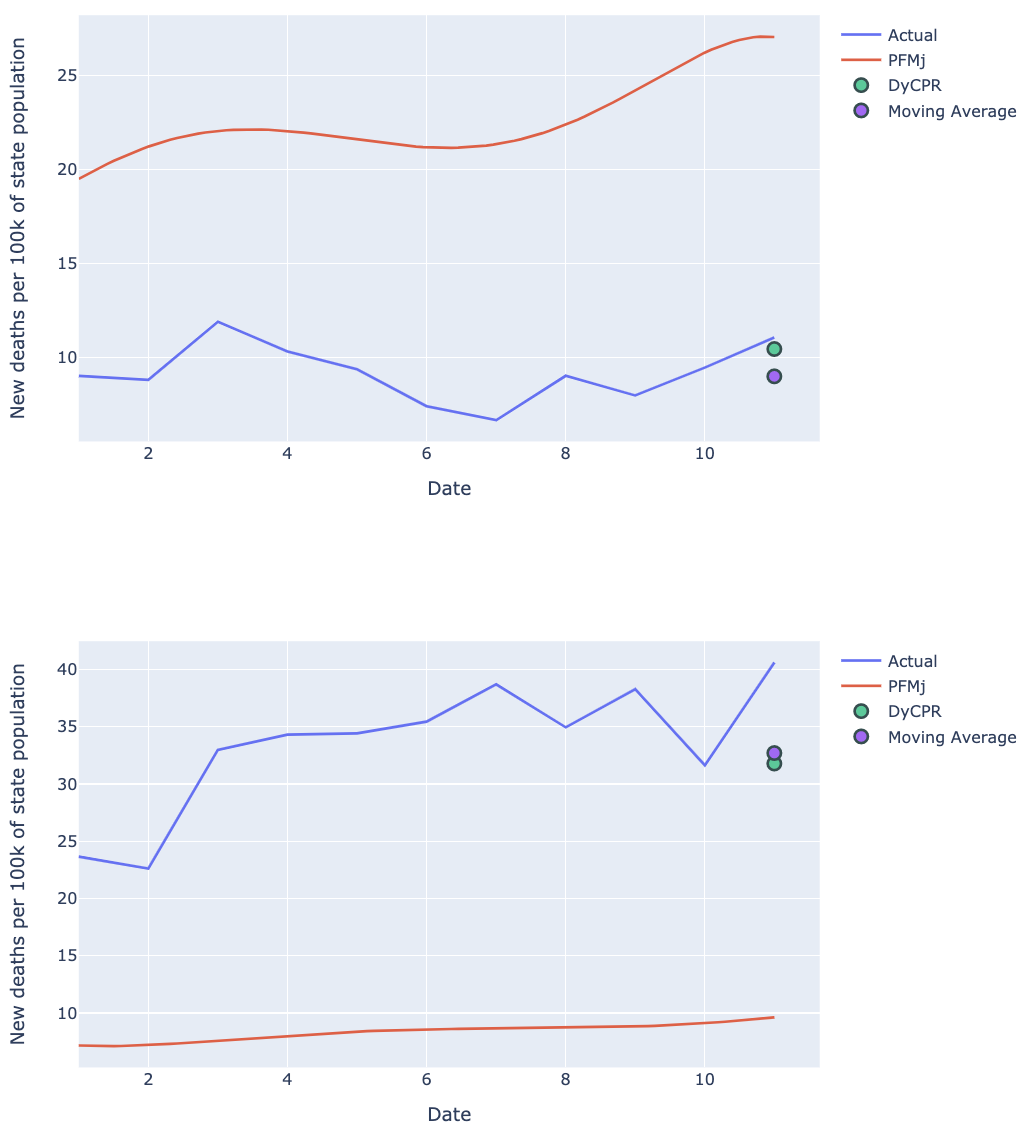 New deaths per 100k of state population
25
20
15
10
2
4
6
8
10
Date
Actual
PFMj
DyCPR
Moving Average
New deaths per 100k of state population
40
35
30
25
20
15
10
2
4
6
8
10
Date
Actual
PFMj
DyCPR
Moving Average